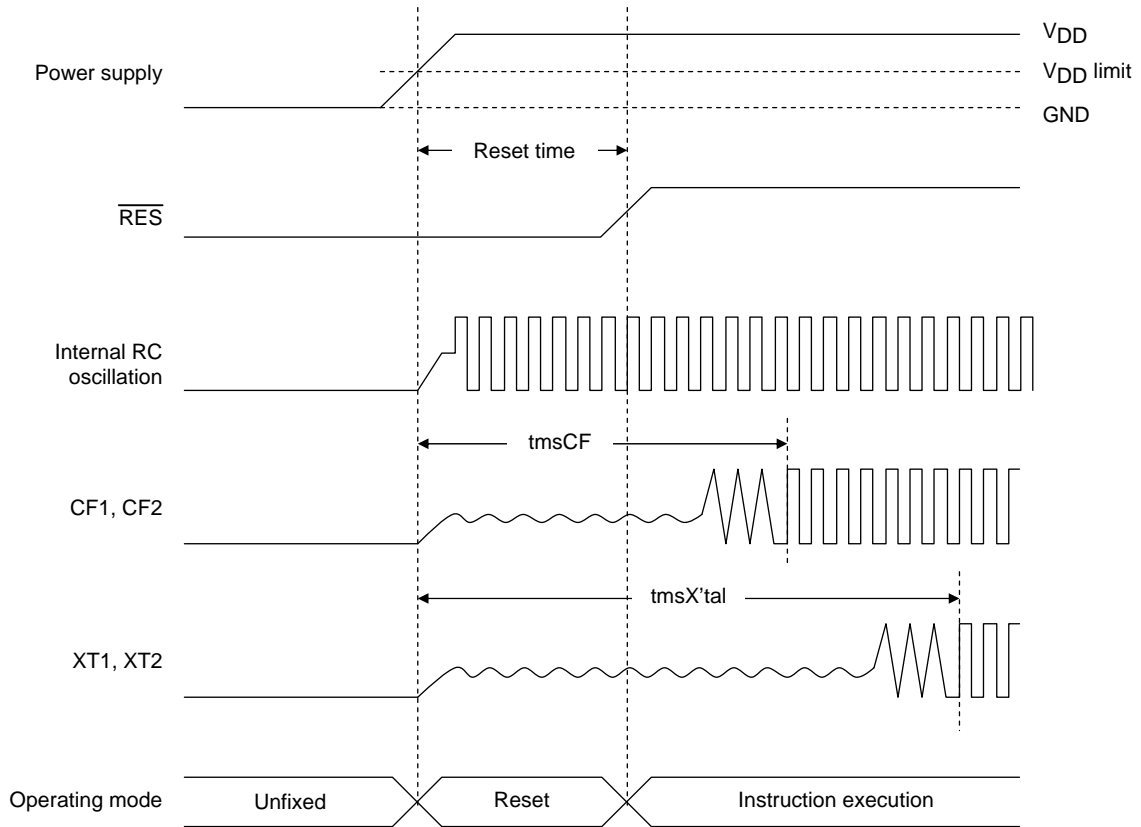 Power supply
VDD
VDD limit
GND
Reset time
RES
Internal RC
oscillation
tmsCF
CF1, CF2
tmsX'tal
XT1, XT2
Operating mode
Unfixed
Reset
Instruction execution